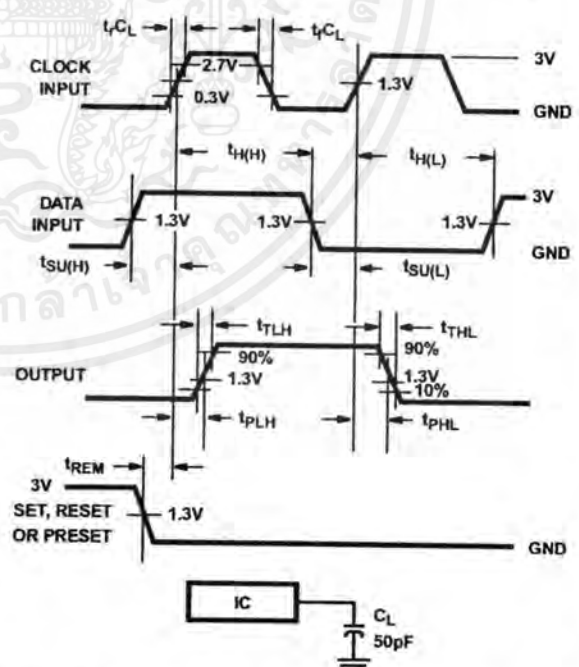 trCL
tfCL
CLOCK
INPUT
2.7V
0.3V
1.3V
3V
GND
tH(H)
tH(L)
DATA
INPUT
1.3V
1.3V
1.3V
3V
GND
tSU(H)
tSU(L)
tTLH
tTHL
OUTPUT
90%
1.3V
90%
1.3V
10%
tPLH
tPHL
tREM
3V
SET, RESET
OR PRESET
1.3V
GND
IC
CL
50pF